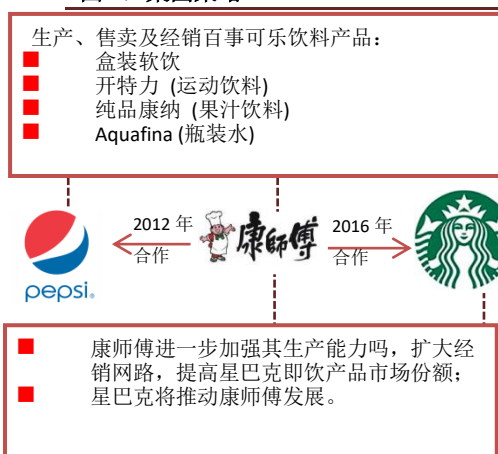 生产、售卖及经销百事可乐饮料产品:
盒装软饮
开特力 (运动饮料)
纯品康纳 (果汁饮料)
Aquafina (瓶装水)
2012 年
合作
康師傅
2016 年
合作
pepsi.
康师傅进一步加强其生产能力吗，扩大经
销网路，提高星巴克即饮产品市场份额；
星巴克将推动康师傅发展。